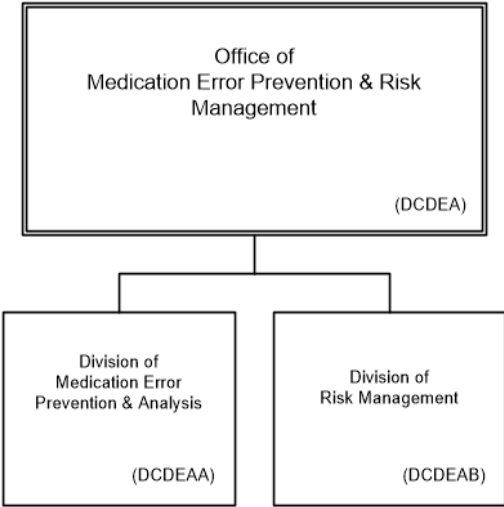 Office of
Medication Error Prevention & Risk
Management
(DCDEA)
Division of
Medication Error
Prevention & Analysis
(DCDEAA)
Division of
Risk Management
(DCDEAB)